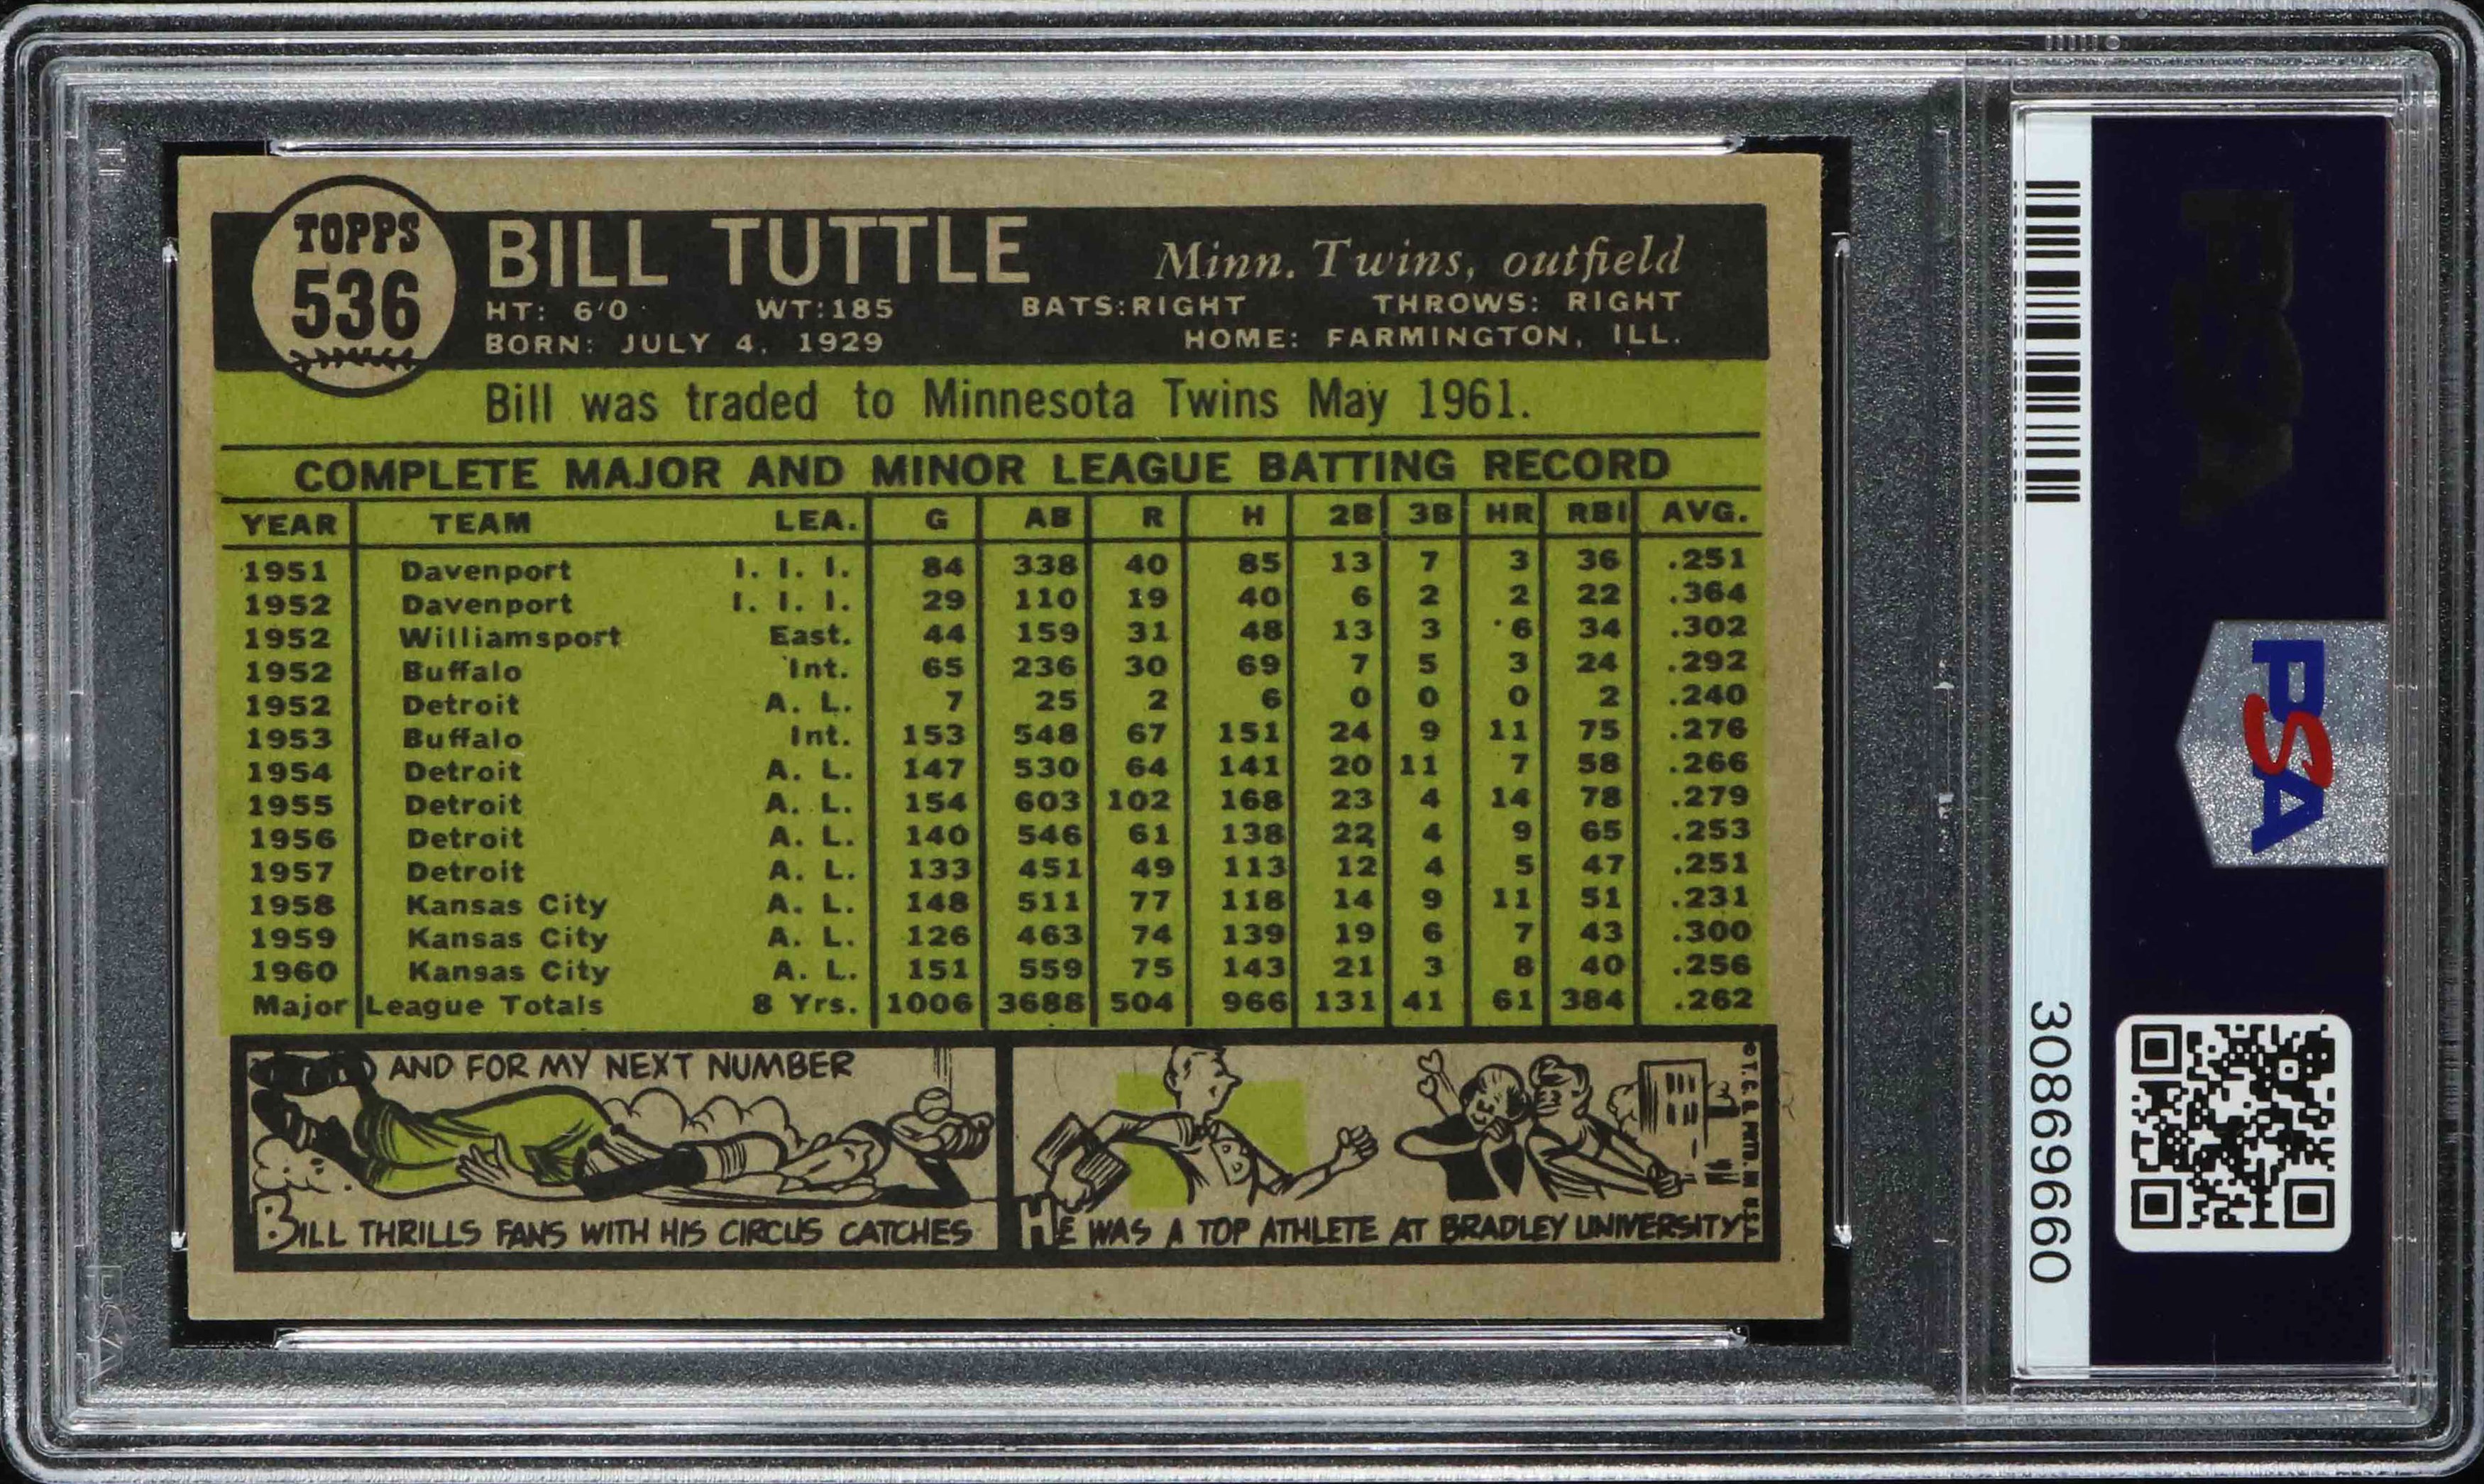 TOPPS
536
BILL TUTTLE
Minn. Twins, outfield
HT: 6'0 WT:185 BATS:RIGHT THROWS: RIGHT
BORN: JULY 4, 1929 HOME: FARMINGTON, ILL.
Bill was traded to Minnesota Twins May 1961.
COMPLETE MAJOR AND MINOR LEAGUE BATTING RECORD
YEAR TEAM LEA. G AB R H 2B 3B HR RBI AVG.
1951 Davenport I. I. I. 84 338 40 85 13 7 3 36 .251
1952 Davenport I. I. I. 29 110 19 40 6 2 2 22 .364
1952 Williamsport East. 44 159 31 48 13 3 6 34 .302
1952 Buffalo Int. 65 236 30 69 7 5 3 24 .292
1952 Detroit A. L. 7 25 2 6 0 0 0 2 .240
1953 Buffalo Int. 153 548 67 151 24 9 11 75 .276
1954 Detroit A. L. 147 530 64 141 20 11 7 58 .266
1955 Detroit A. L. 154 603 102 168 23 4 14 78 .279
1956 Detroit A. L. 140 546 61 138 22 4 9 65 .253
1957 Detroit A. L. 133 451 49 113 12 4 5 47 .251
1958 Kansas City A. L. 148 511 77 118 14 9 11 51 .231
1959 Kansas City A. L. 126 463 74 139 19 6 7 43 .300
1960 Kansas City A. L. 151 559 75 143 21 3 8 40 .256
Major League Totals 8 Yrs. 1006 3688 504 966 131 41 61 384 .262
AND FOR MY NEXT NUMBER
BILL THRILLS FANS WITH HIS CIRCUS CATCHES
B
HE WAS A TOP ATHLETE AT BRADLEY UNIVERSITY
© T. C. G. PRTD. IN U.S.A.
30869660
PSA
PSA
PSA